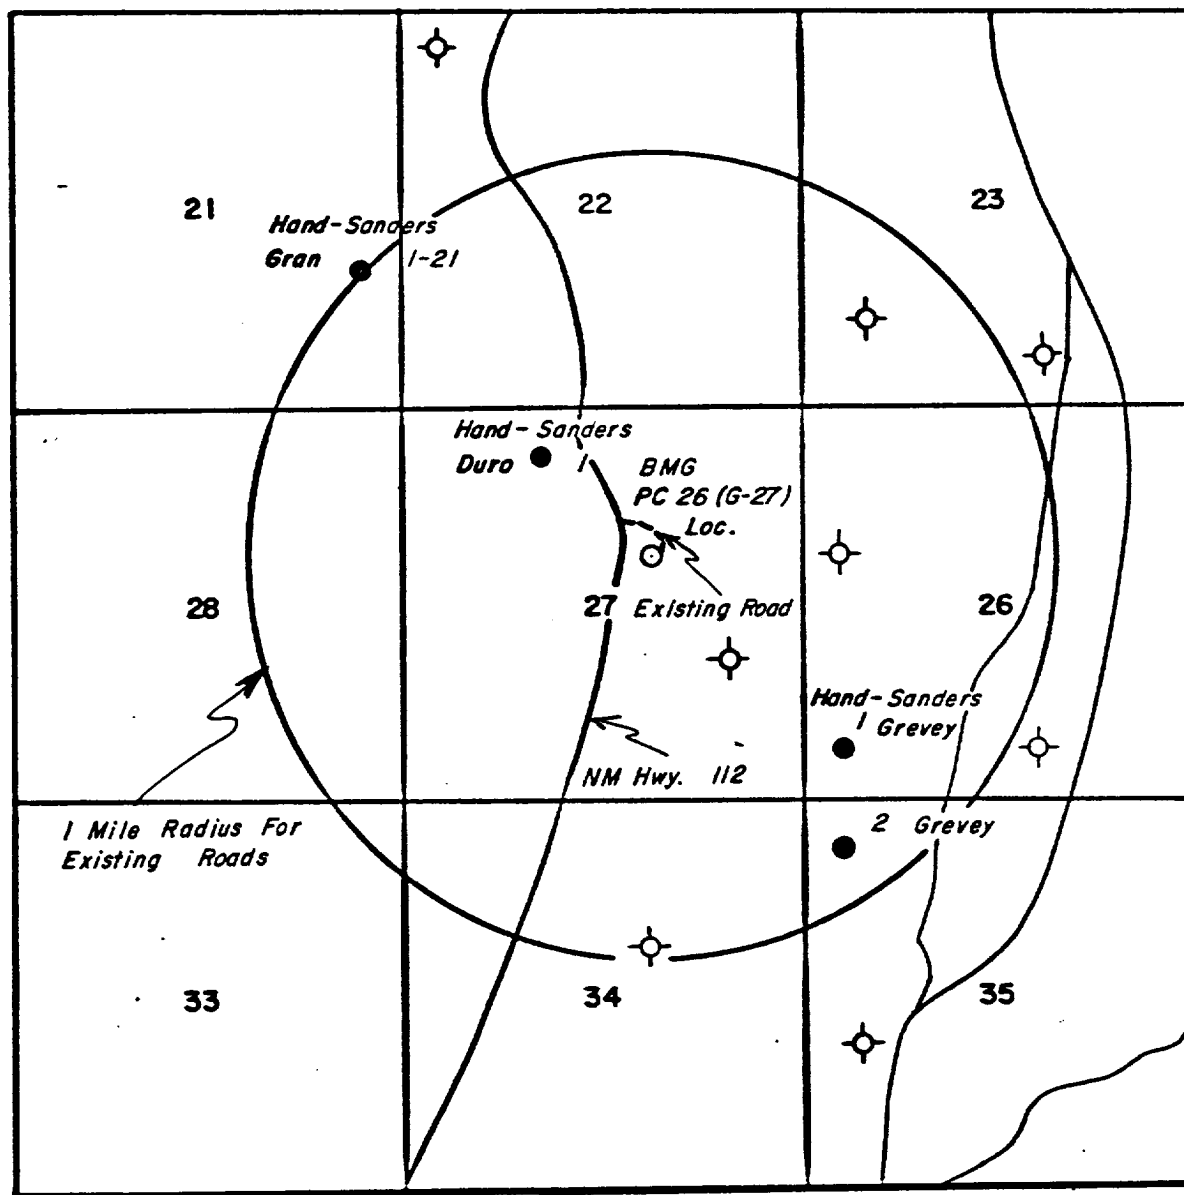 21
22
23
Hand-Sanders
Gran 1-21
Hand-Sanders
Duro 1
BMG
PC 26 (G-27)
Loc.
28
27
Existing Road
26
Hand-Sanders
1 Grevey
NM Hwy. 112
1 Mile Radius For
Existing Roads
2 Grevey
33
34
35